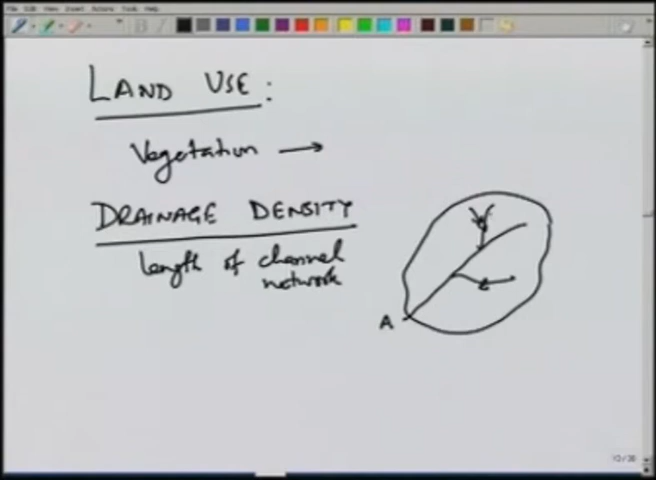 LAND USE:
Vegetation →
DRAINAGE DENSITY
length of channel
network
A